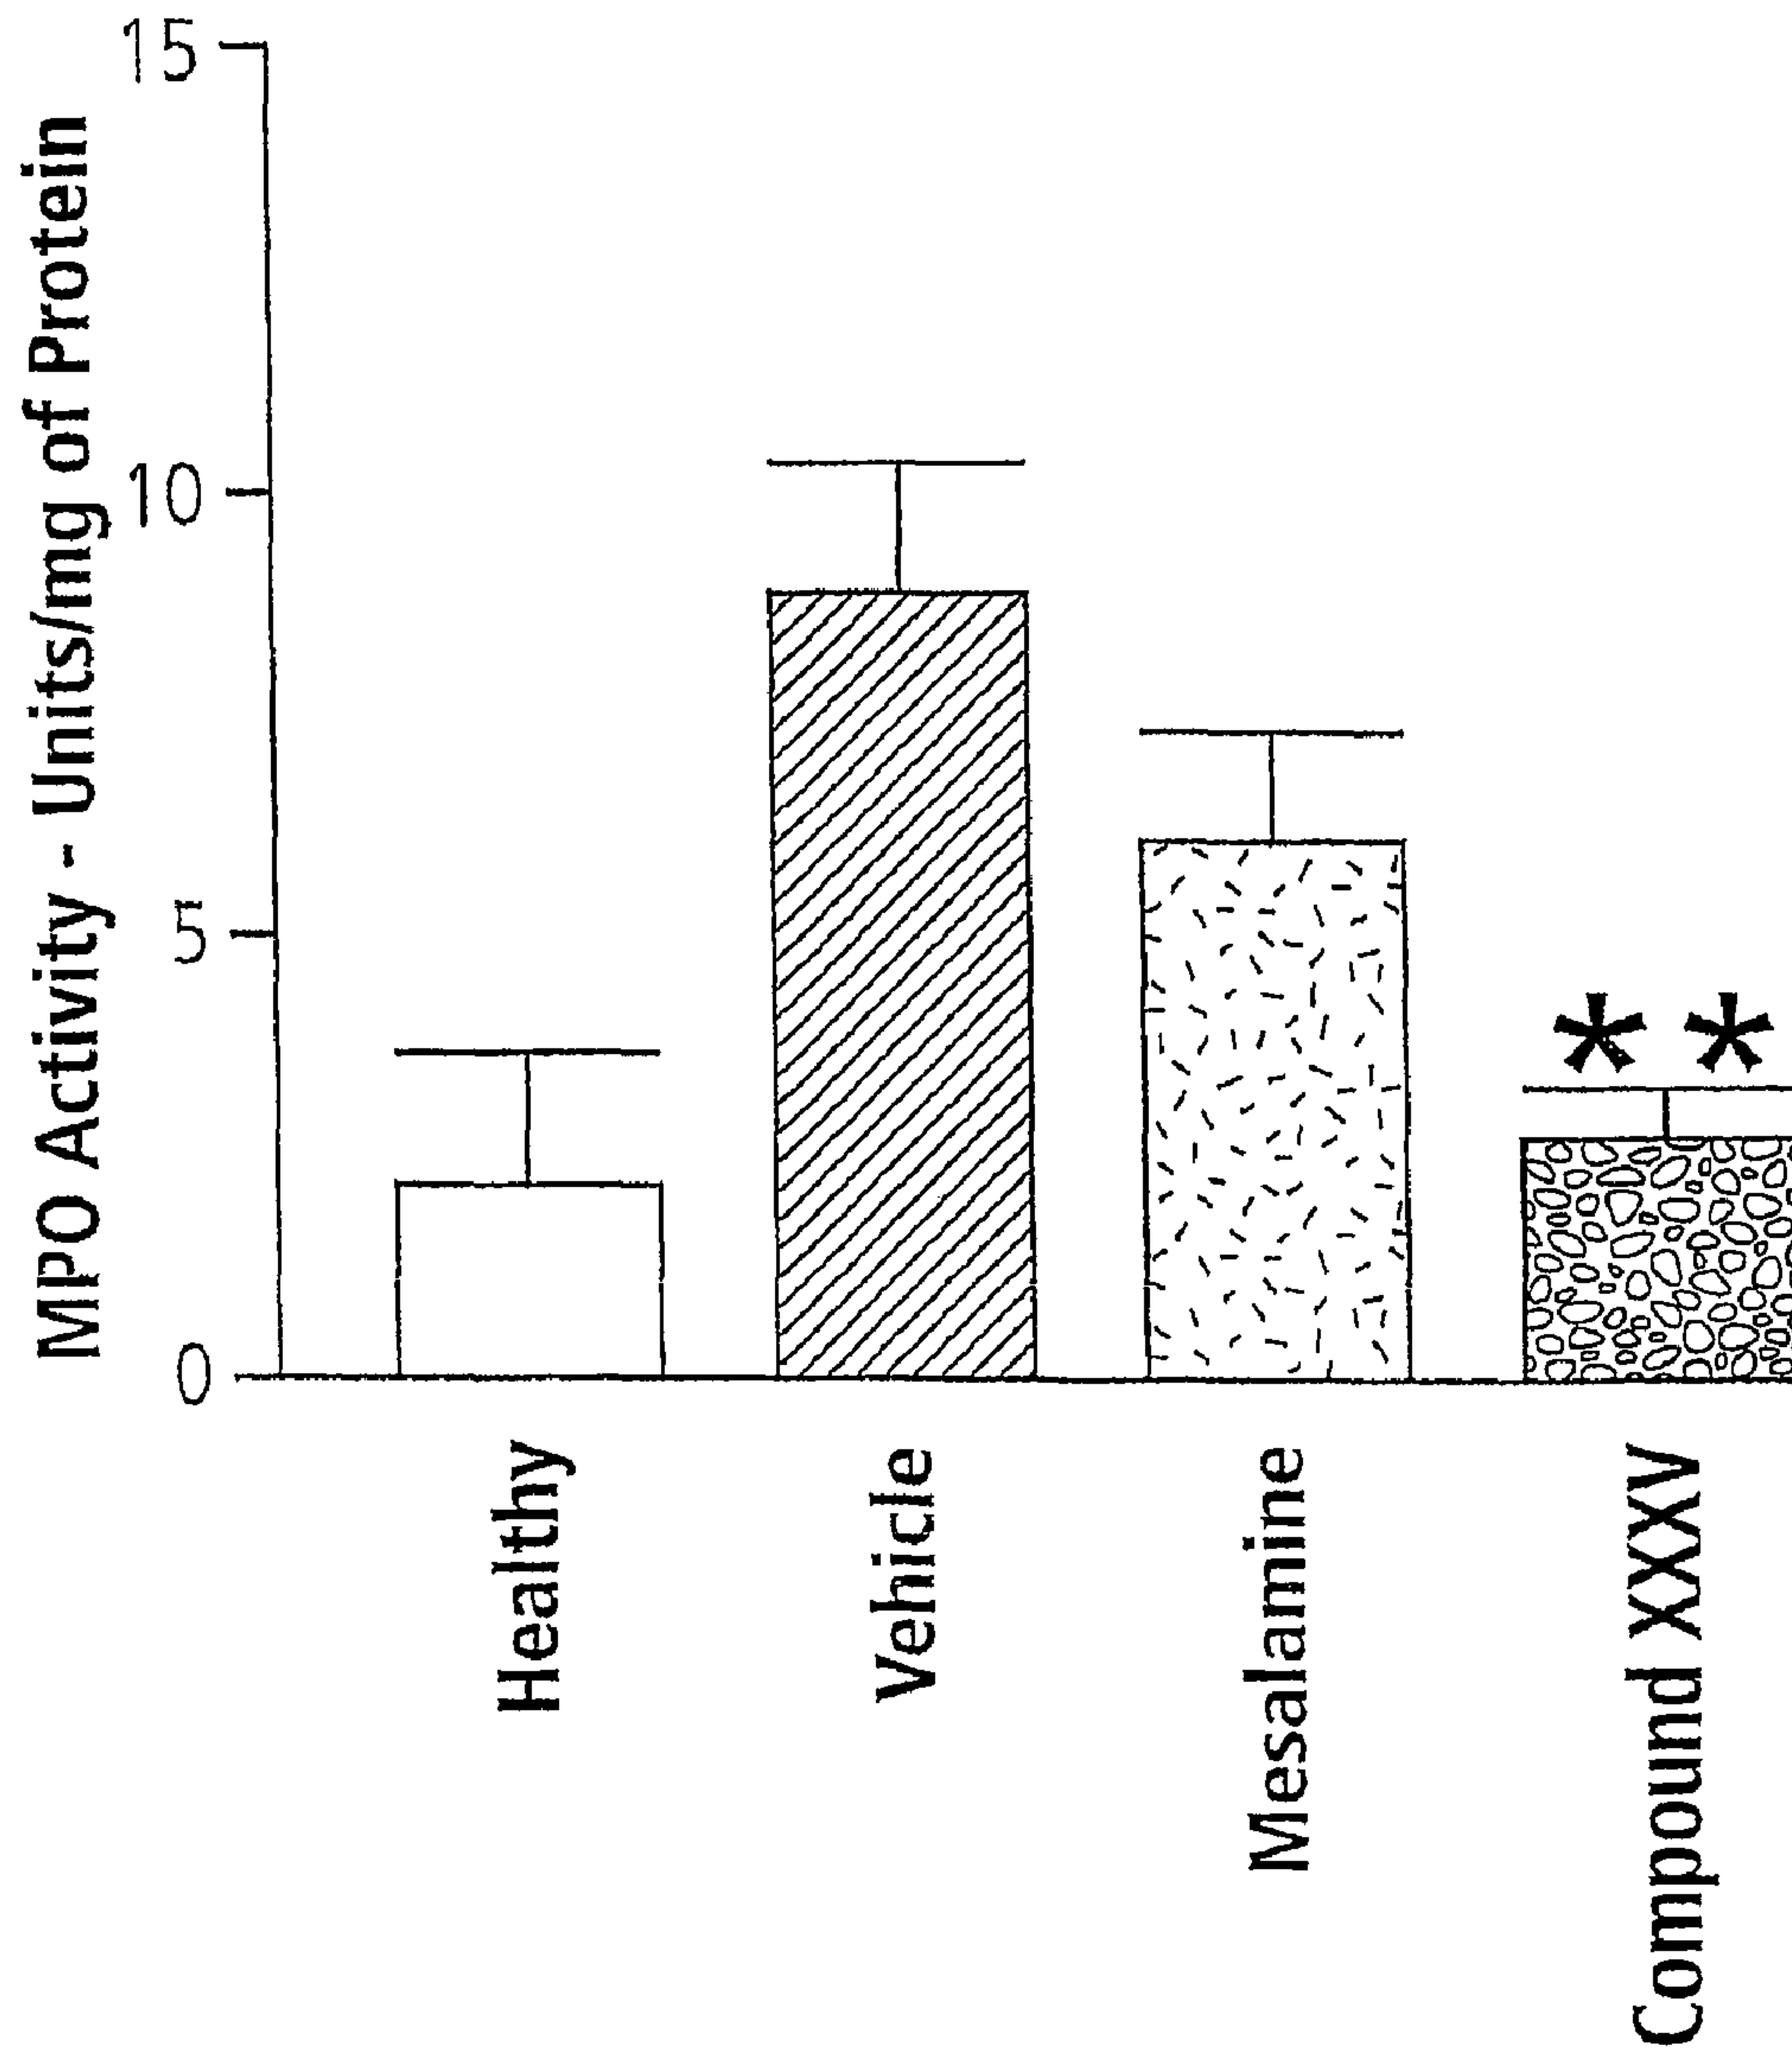 MPO Activity - Units/mg of Protein
15
10
5
0
* *
Healthy
Vehicle
Mesalamine
Compound XXXV